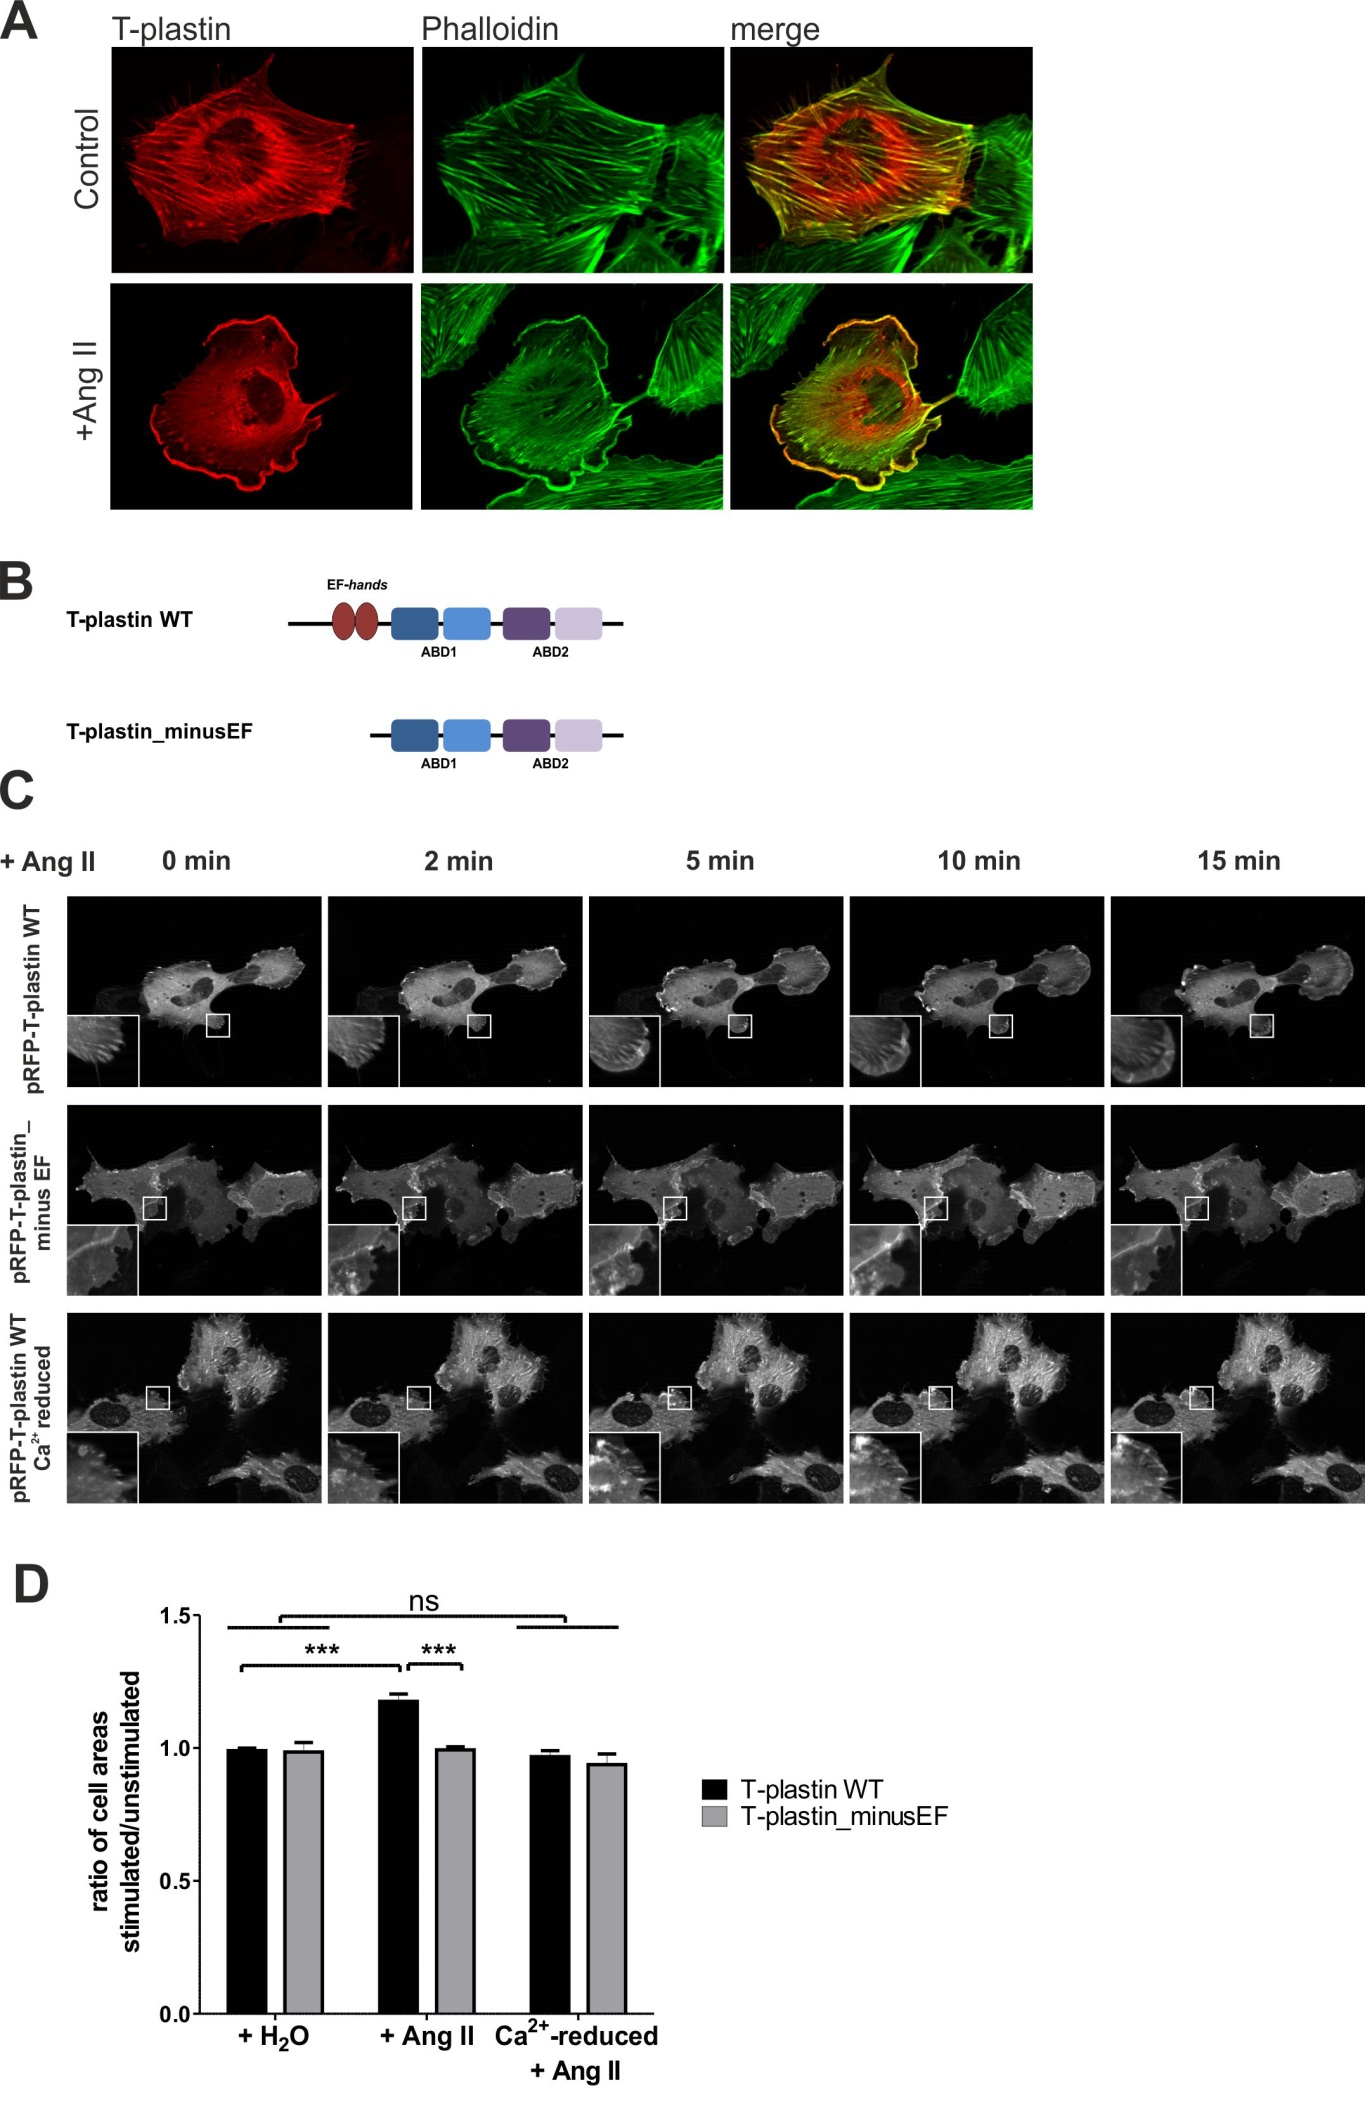 A
T-plastin Phalloidin merge
Control
+Ang II
B
EF-hands
T-plastin WT
ABD1 ABD2
T-plastin_minusEF
ABD1 ABD2
C
+ Ang II 0 min 2 min 5 min 10 min 15 min
pRFP-T-plastin WT
pRFP-T-plastin_
minus EF
pRFP-T-plastin WT
Ca²⁺ reduced
D
ns
*** ***
1.5
1.0
0.5
0.0
ratio of cell areas
stimulated/unstimulated
T-plastin WT
T-plastin_minusEF
+ H₂O + Ang II Ca²⁺-reduced
+ Ang II